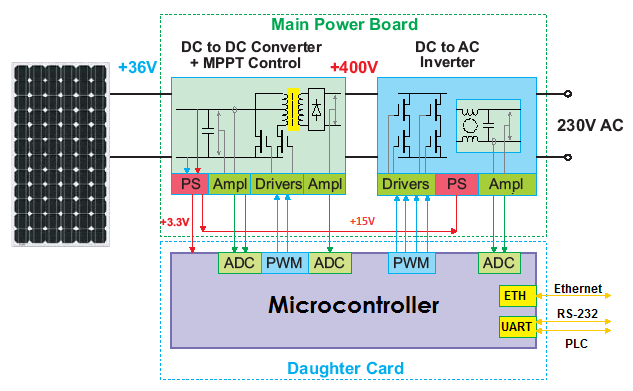 Main Power Board
DC to DC Converter
+ MPPT Control
DC to AC
Inverter
+36V
+400V
230V AC
PS Ampl Drivers Ampl
Drivers PS Ampl
+3.3V
+15V
ADC PWM ADC
PWM ADC
Microcontroller
ETH
UART
Ethernet
RS-232
PLC
Daughter Card